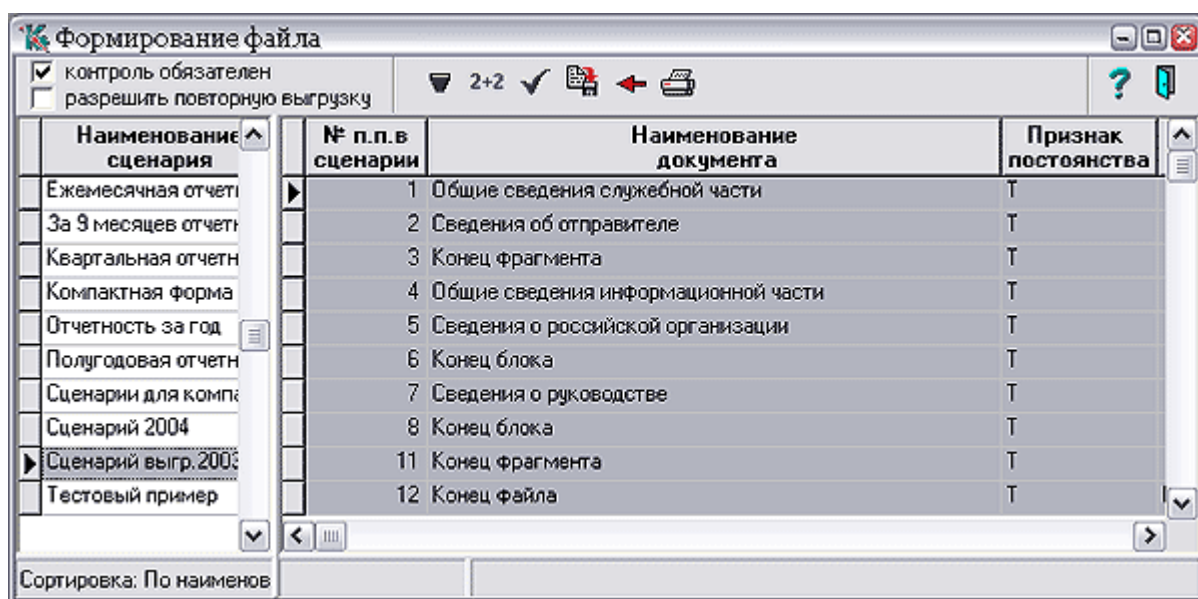 Формирование файла
контроль обязателен
разрешить повторную выгрузку
2+2
?
Наименование сценария
№ п.п.в сценарии
Наименование документа
Признак постоянства
Ежемесячная отчет
За 9 месяцев отчетн
Квартальная отчетн
Компактная форма
Отчетность за год
Полугодовая отчетн
Сценарии для компа
Сценарий 2004
Сценарий выгр.2003
Тестовый пример
1 Общие сведения служебной части Т
2 Сведения об отправителе Т
3 Конец фрагмента Т
4 Общие сведения информационной части Т
5 Сведения о российской организации Т
6 Конец блока Т
7 Сведения о руководстве Т
8 Конец блока Т
11 Конец фрагмента Т
12 Конец файла Т
Сортировка: По наименов